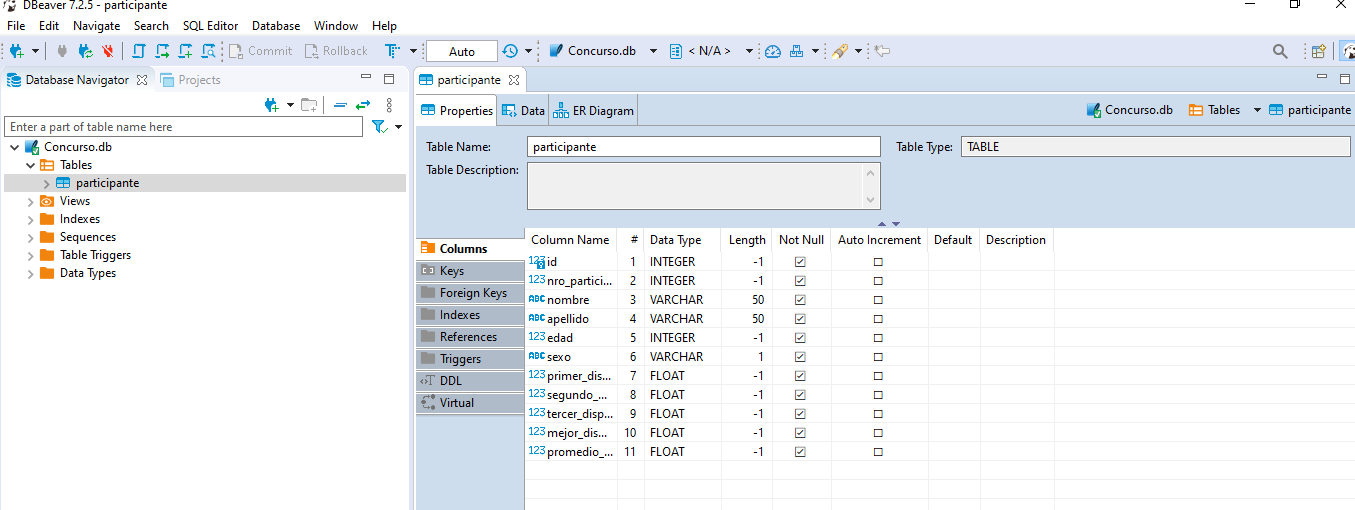 DBeaver 7.2.5 - participante
File Edit Navigate Search SQL Editor Database Window Help
Commit Rollback Auto Concurso.db < N/A >
Database Navigator Projects
Enter a part of table name here
Concurso.db
Tables
participante
Views
Indexes
Sequences
Table Triggers
Data Types
participante
Properties Data ER Diagram Concurso.db Tables participante
Table Name: participante Table Type: TABLE
Table Description:
Columns
Keys
Foreign Keys
Indexes
References
Triggers
DDL
Virtual
Column Name # Data Type Length Not Null Auto Increment Default Description
123 id 1 INTEGER -1
123 nro_partici... 2 INTEGER -1
ABC nombre 3 VARCHAR 50
ABC apellido 4 VARCHAR 50
123 edad 5 INTEGER -1
ABC sexo 6 VARCHAR 1
123 primer_dis... 7 FLOAT -1
123 segundo_... 8 FLOAT -1
123 tercer_disp... 9 FLOAT -1
123 mejor_dis... 10 FLOAT -1
123 promedio_... 11 FLOAT -1